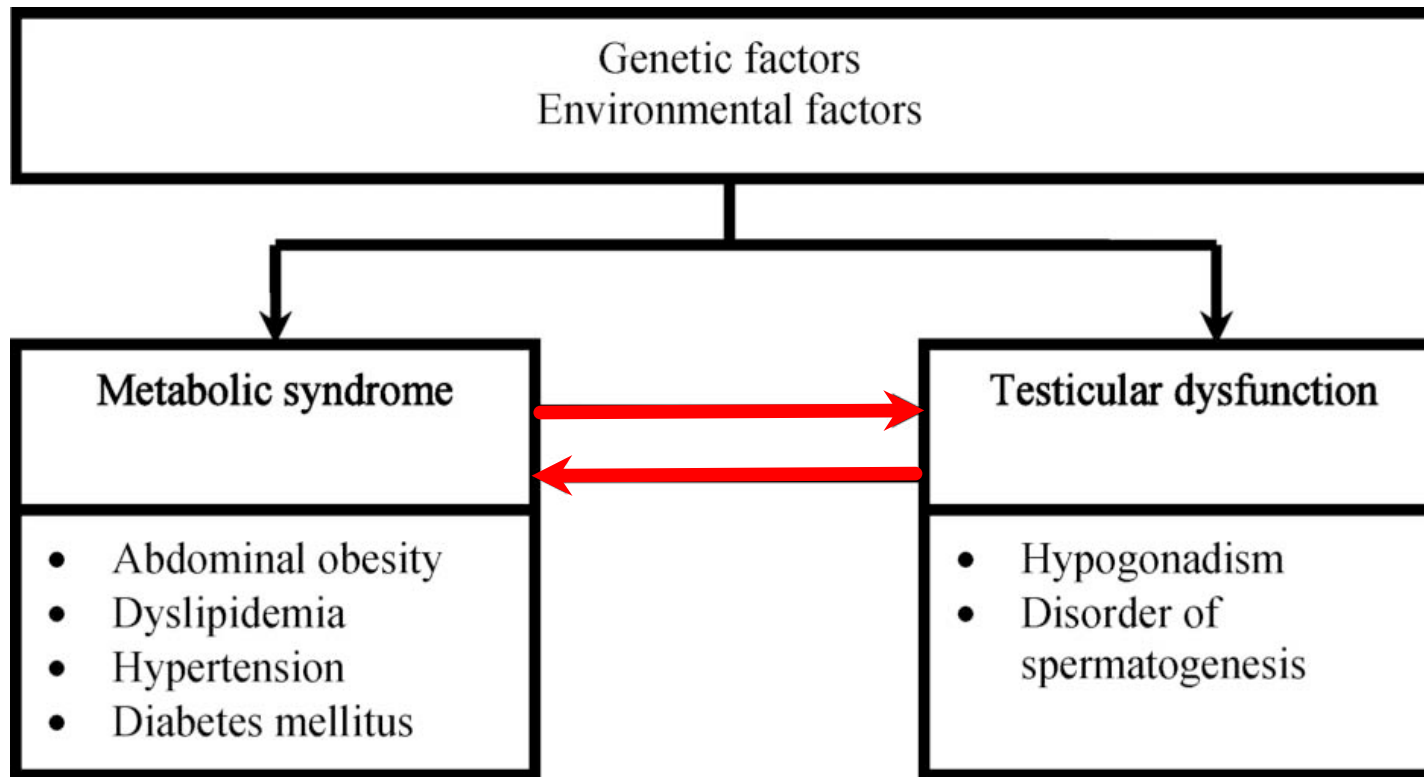 Genetic factors
Environmental factors
Metabolic syndrome
• Abdominal obesity
• Dyslipidemia
• Hypertension
• Diabetes mellitus
Testicular dysfunction
• Hypogonadism
• Disorder of
spermatogenesis